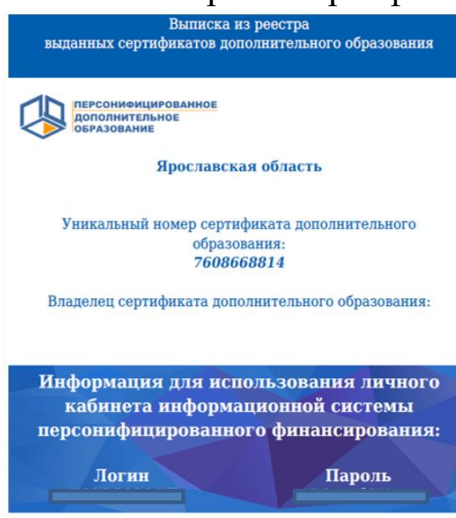 Выписка из реестра
выданных сертификатов дополнительного образования
ПЕРСОНИФИЦИРОВАННОЕ
ДОПОЛНИТЕЛЬНОЕ
ОБРАЗОВАНИЕ
Ярославская область
Уникальный номер сертификата дополнительного
образования:
7608668814
Владелец сертификата дополнительного образования:
Информация для использования личного
кабинета информационной системы
персонифицированного финансирования:
Логин Пароль